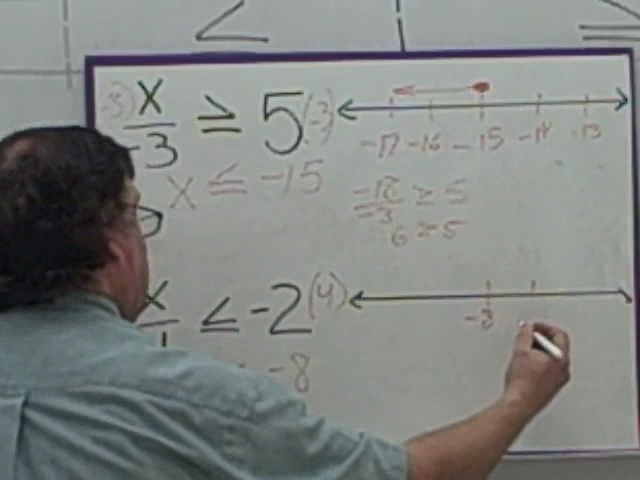 -3) x/-3 ≥ 5 (-3)
-17 -16 -15 -14 -13
x ≤ -15
-18/-3 ≥ 5
6 ≥ 5
x ≤ -2 (4)
-8
-8